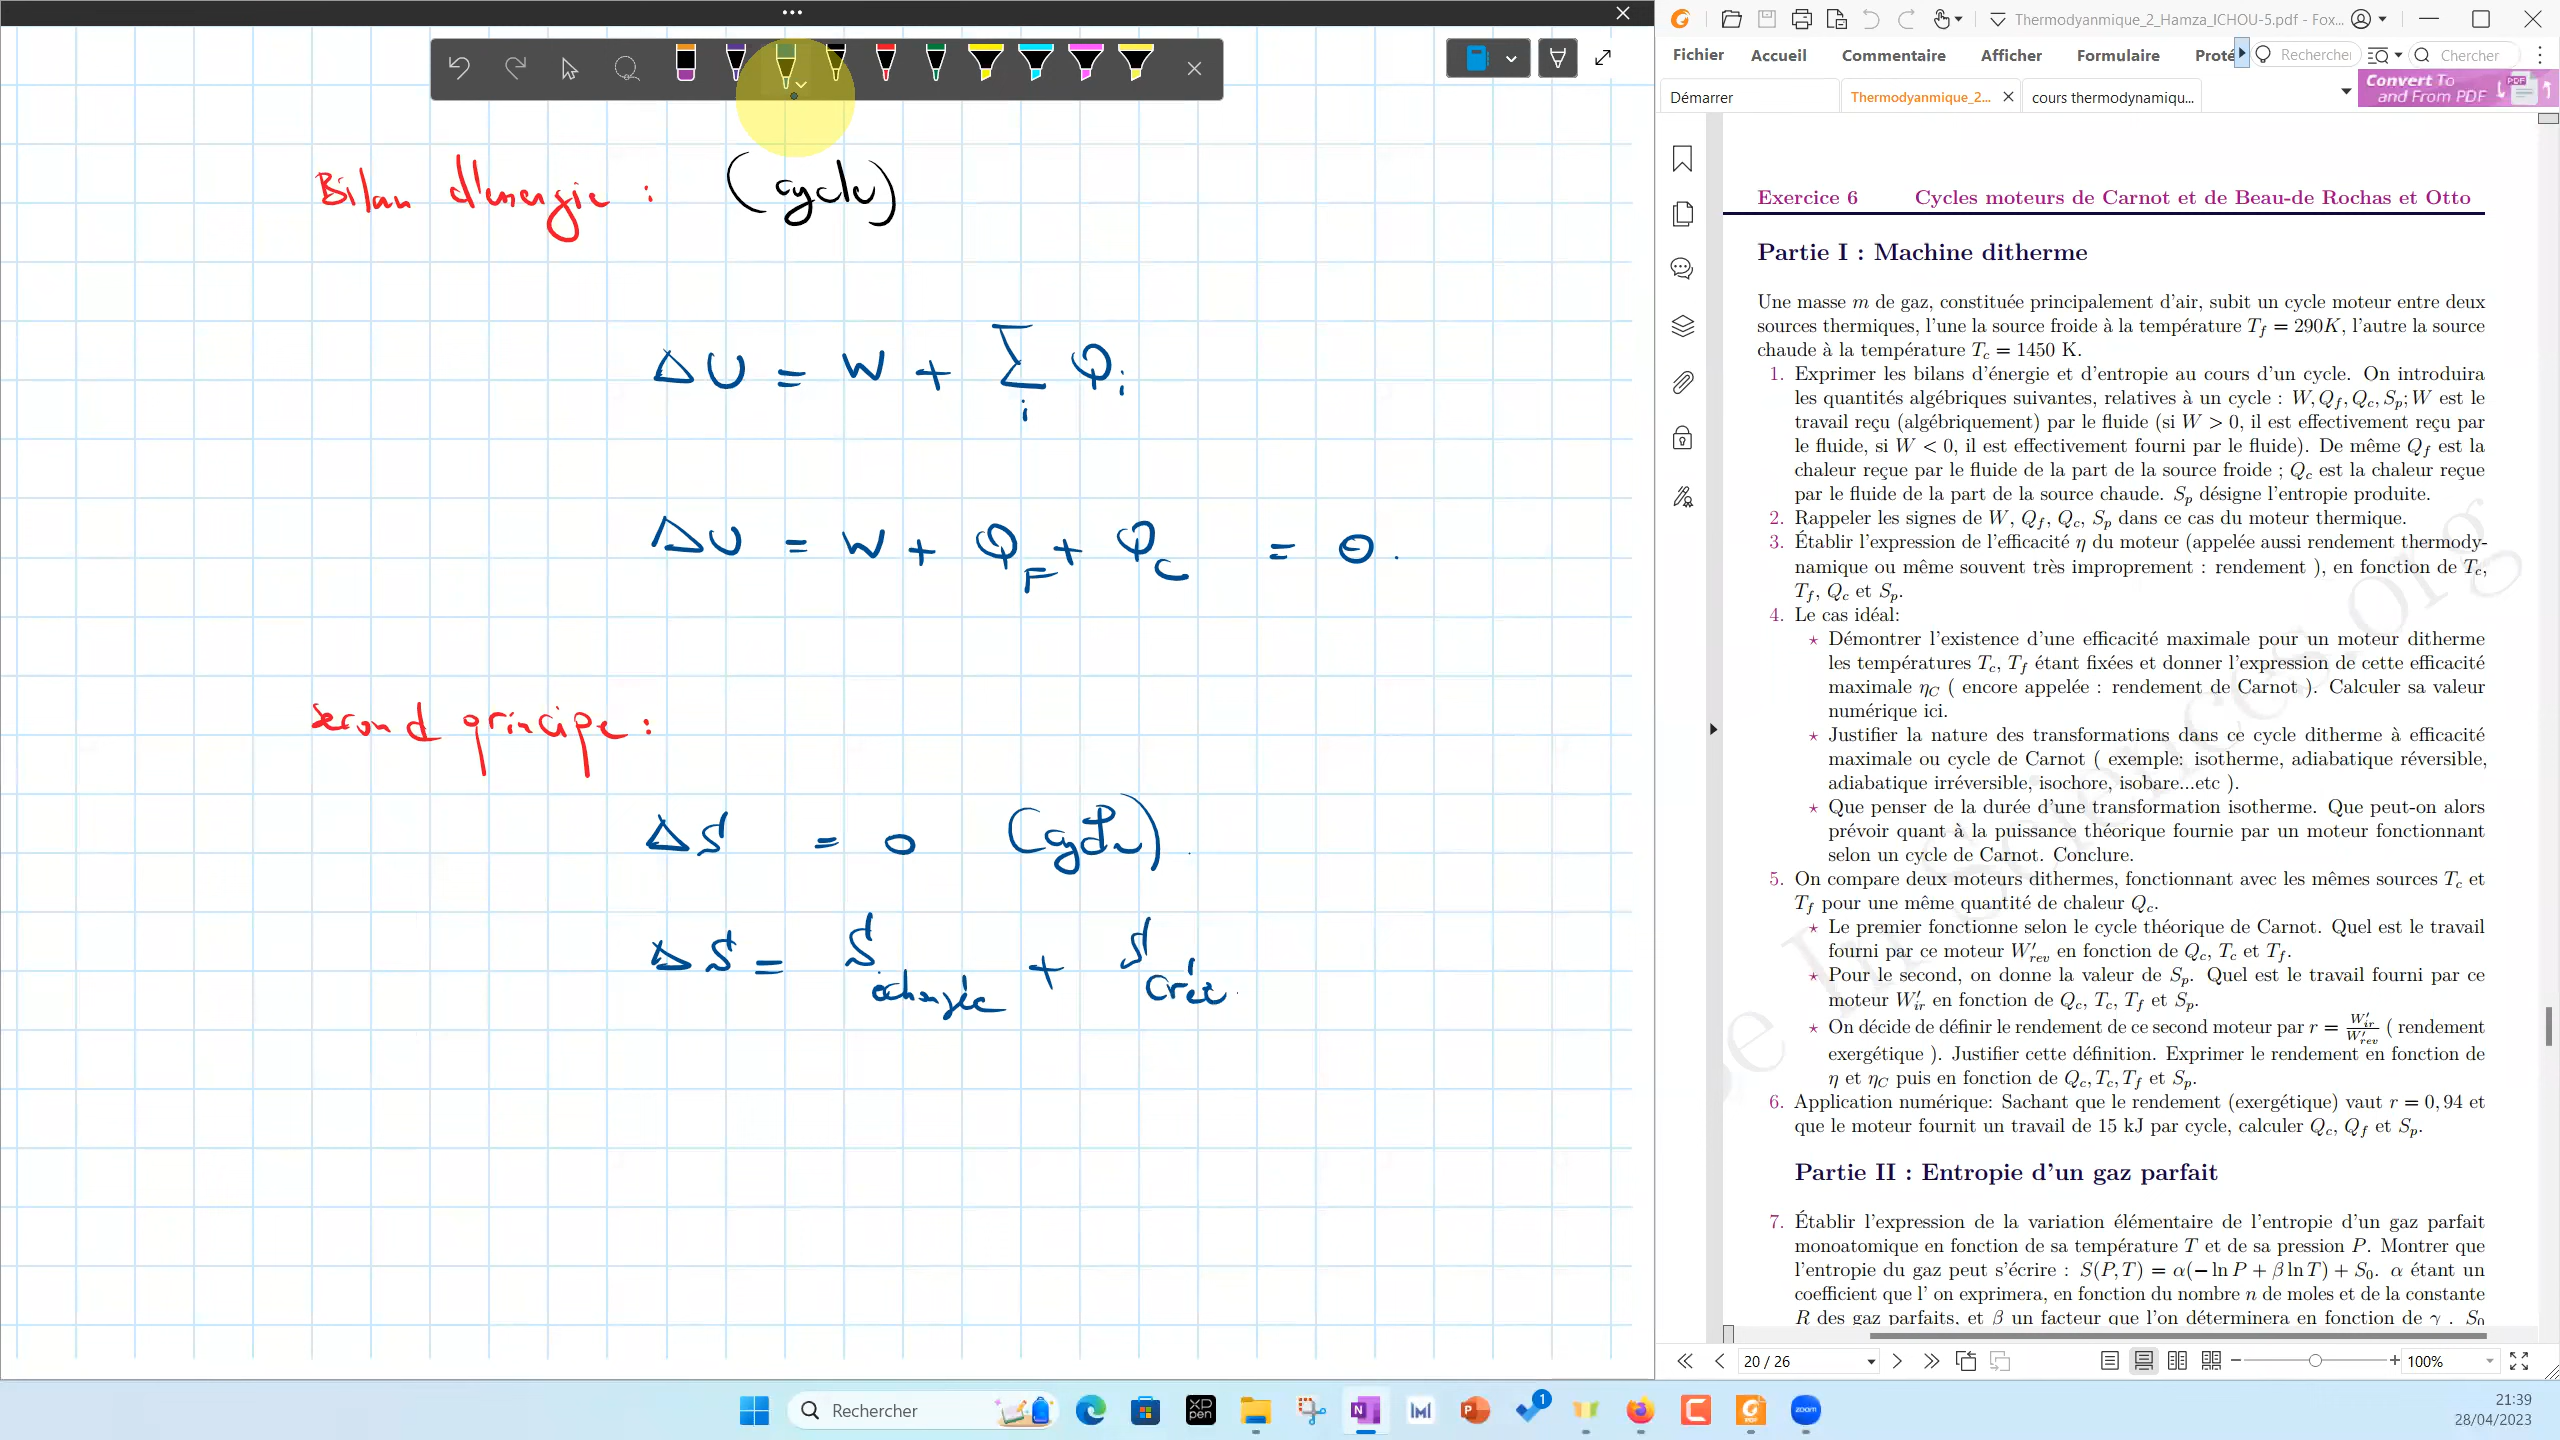 Thermodyanmique_2_Hamza_ICHOU-5.pdf - Fox...
Fichier Accueil Commentaire Afficher Formulaire Proté Rechercher Chercher
Démarrer Thermodyanmique_2... cours thermodynamiqu...
Convert To
and From PDF
PDF
Bilan d'énergie : (cycle)
ΔU = W + Σ Qi
i
ΔU = W + QF + QC = 0.
Second principe :
ΔS = 0 (cycle).
ΔS = S échangée + S créé.
Exercice 6 Cycles moteurs de Carnot et de Beau-de Rochas et Otto
Partie I : Machine ditherme
Une masse m de gaz, constituée principalement d'air, subit un cycle moteur entre deux
sources thermiques, l'une la source froide à la température Tf = 290K, l'autre la source
chaude à la température Tc = 1450 K.
1. Exprimer les bilans d'énergie et d'entropie au cours d'un cycle. On introduira
les quantités algébriques suivantes, relatives à un cycle : W, Qf, Qc, Sp; W est le
travail reçu (algébriquement) par le fluide (si W > 0, il est effectivement reçu par
le fluide, si W < 0, il est effectivement fourni par le fluide). De même Qf est la
chaleur reçue par le fluide de la part de la source froide ; Qc est la chaleur reçue
par le fluide de la part de la source chaude. Sp désigne l'entropie produite.
2. Rappeler les signes de W, Qf, Qc, Sp dans ce cas du moteur thermique.
3. Établir l'expression de l'efficacité η du moteur (appelée aussi rendement thermody-
namique ou même souvent très improprement : rendement ), en fonction de Tc,
Tf, Qc et Sp.
4. Le cas idéal:
⋆ Démontrer l'existence d'une efficacité maximale pour un moteur ditherme
les températures Tc, Tf étant fixées et donner l'expression de cette efficacité
maximale ηC ( encore appelée : rendement de Carnot ). Calculer sa valeur
numérique ici.
⋆ Justifier la nature des transformations dans ce cycle ditherme à efficacité
maximale ou cycle de Carnot ( exemple: isotherme, adiabatique réversible,
adiabatique irréversible, isochore, isobare...etc ).
⋆ Que penser de la durée d'une transformation isotherme. Que peut-on alors
prévoir quant à la puissance théorique fournie par un moteur fonctionnant
selon un cycle de Carnot. Conclure.
5. On compare deux moteurs dithermes, fonctionnant avec les mêmes sources Tc et
Tf pour une même quantité de chaleur Qc.
⋆ Le premier fonctionne selon le cycle théorique de Carnot. Quel est le travail
fourni par ce moteur W'rev en fonction de Qc, Tc et Tf.
⋆ Pour le second, on donne la valeur de Sp. Quel est le travail fourni par ce
moteur W'ir en fonction de Qc, Tc, Tf et Sp.
⋆ On décide de définir le rendement de ce second moteur par r = W'ir/W'rev ( rendement
exergétique ). Justifier cette définition. Exprimer le rendement en fonction de
η et ηC puis en fonction de Qc, Tc, Tf et Sp.
6. Application numérique: Sachant que le rendement (exergétique) vaut r = 0, 94 et
que le moteur fournit un travail de 15 kJ par cycle, calculer Qc, Qf et Sp.
Partie II : Entropie d'un gaz parfait
7. Établir l'expression de la variation élémentaire de l'entropie d'un gaz parfait
monoatomique en fonction de sa température T et de sa pression P. Montrer que
l'entropie du gaz peut s'écrire : S(P, T) = α(− ln P + β ln T) + S0. α étant un
coefficient que l' on exprimera, en fonction du nombre n de moles et de la constante
R des gaz parfaits, et β un facteur que l'on déterminera en fonction de γ . S0
20 / 26 100%
Rechercher
XD
pen
1
zoom
21:39
28/04/2023